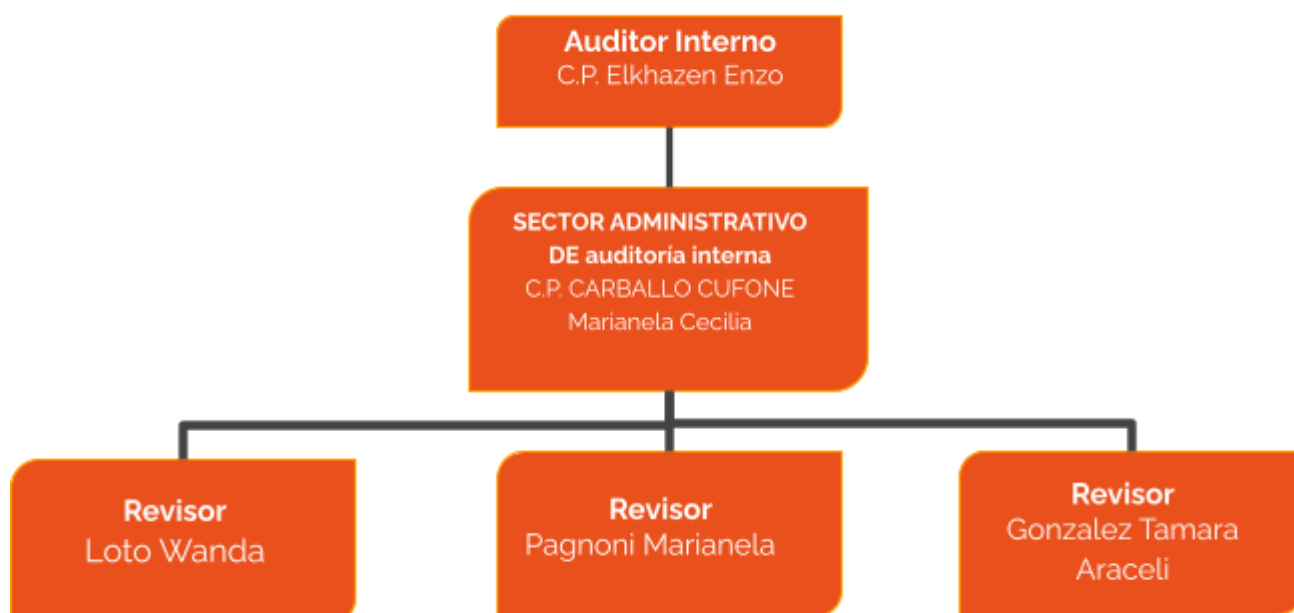 Auditor Interno
C.P. Elkhazen Enzo
SECTOR ADMINISTRATIVO
DE auditoría interna
C.P. CARBALLO CUFONE
Marianela Cecilia
Revisor
Loto Wanda
Revisor
Pagnoni Marianela
Revisor
Gonzalez Tamara
Araceli